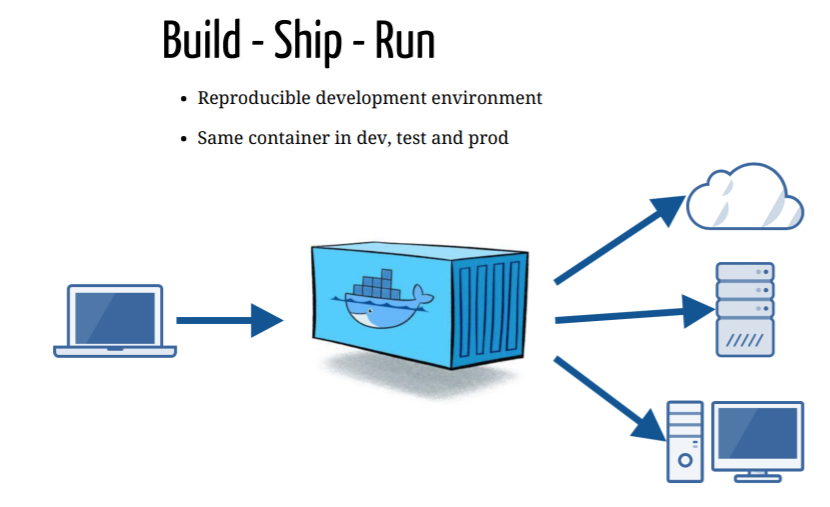 Build - Ship - Run
• Reproducible development environment
• Same container in dev, test and prod